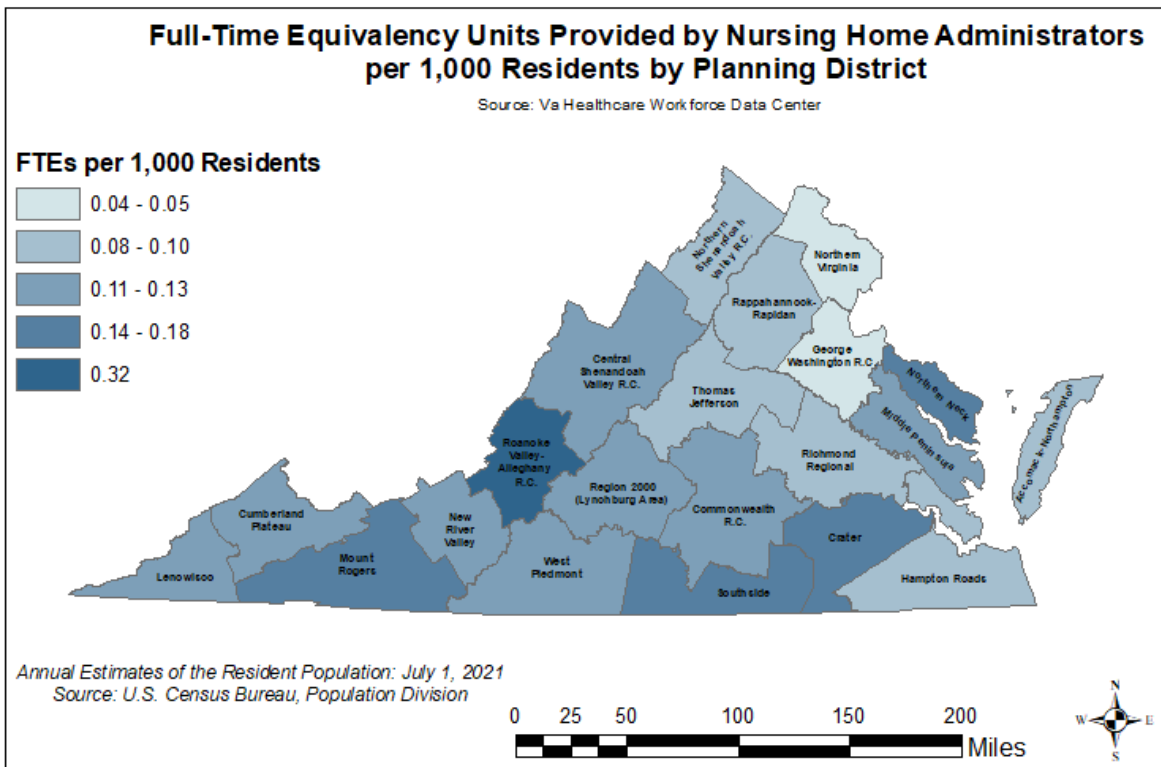 Full-Time Equivalency Units Provided by Nursing Home Administrators
per 1,000 Residents by Planning District
Source: Va Healthcare Workforce Data Center
FTEs per 1,000 Residents
0.04 - 0.05
0.08 - 0.10
0.11 - 0.13
0.14 - 0.18
0.32
Northern
Shenandoah
Valley R.C.
Northern
Virginia
Rappahannock-
Rapidan
George
Washington R.C.
Central
Shenandoah
Valley R.C.
Northern Neck
Thomas
Jefferson
Middle Peninsula
Accomack-Northampton
Roanoke
Valley-
Alleghany
R.C.
Richmond
Regional
Region 2000
(Lynchburg Area)
Commonwealth
R.C.
Cumberland
Plateau
New
River
Valley
Crater
Mount
Rogers
West
Piedmont
Lenowisco
Southside
Hampton Roads
Annual Estimates of the Resident Population: July 1, 2021
Source: U.S. Census Bureau, Population Division
0 25 50 100 150 200
Miles
N
W E
S